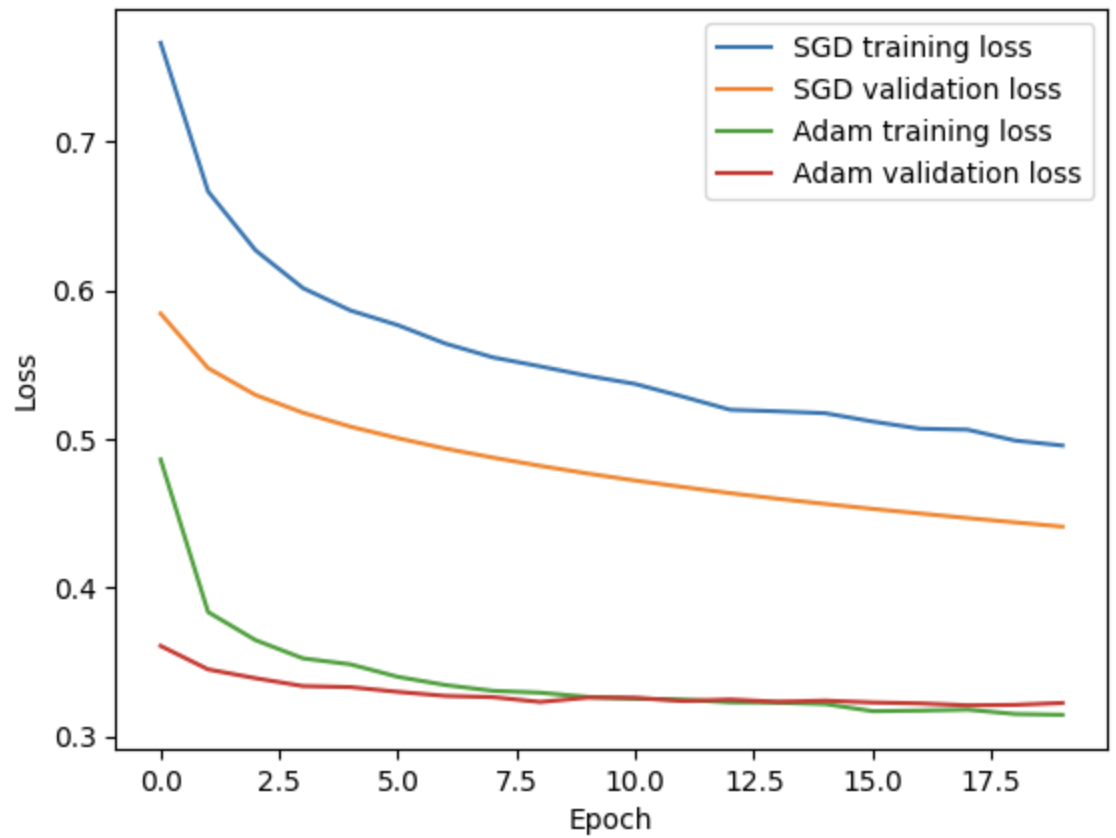 SGD training loss
SGD validation loss
Adam training loss
Adam validation loss
0.7
0.6
0.5
0.4
0.3
Loss
0.0 2.5 5.0 7.5 10.0 12.5 15.0 17.5
Epoch